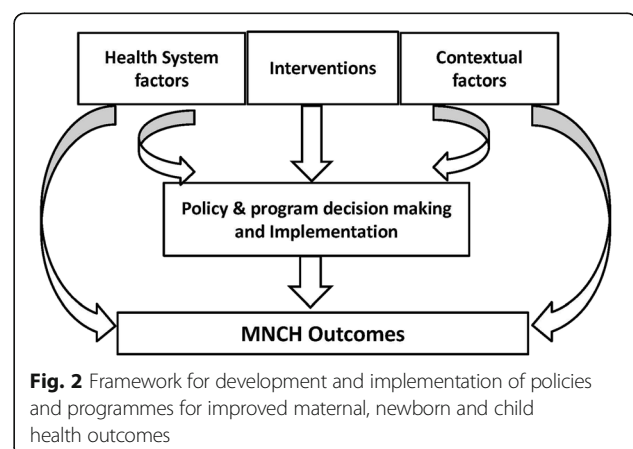 Health System
factors
Interventions
Contextual
factors
Policy & program decision making
and Implementation
MNCH Outcomes
Fig. 2 Framework for development and implementation of policies
and programmes for improved maternal, newborn and child
health outcomes